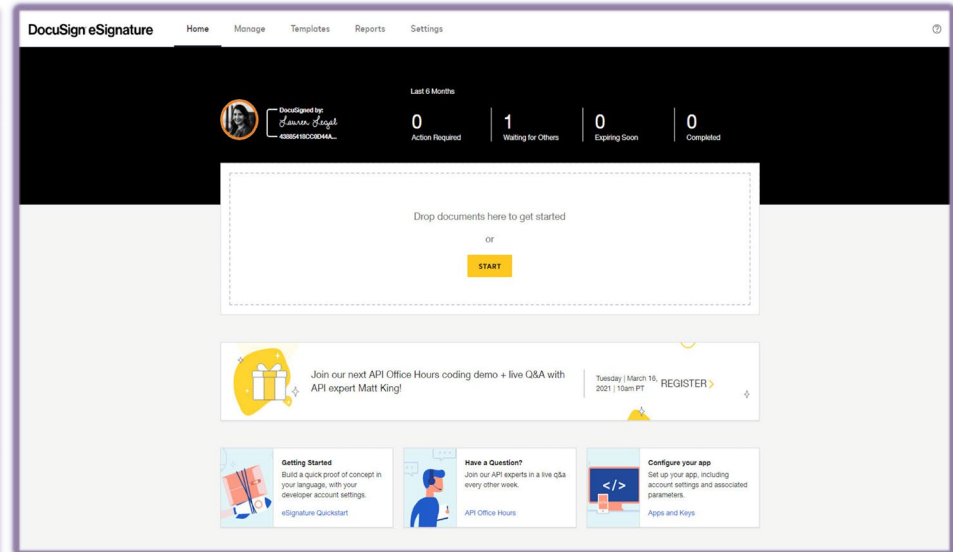 DocuSign eSignature Home Manage Templates Reports Settings
Last 6 Months
DocuSigned by:
Lauren Legal
43885418CC8D44A...
0 1 0 0
Action Required Waiting for Others Expiring Soon Completed
Drop documents here to get started
or
START
Join our next API Office Hours coding demo + live Q&A with
API expert Matt King!
Tuesday | March 16,
2021 | 10am PT
REGISTER >
Getting Started
Build a quick proof of concept in
your language, with your
developer account settings.
eSignature Quickstart
Have a Question?
Join our API experts in a live q&a
every other week.
API Office Hours
</>
Configure your app
Set up your app, including
account settings and associated
parameters.
Apps and Keys